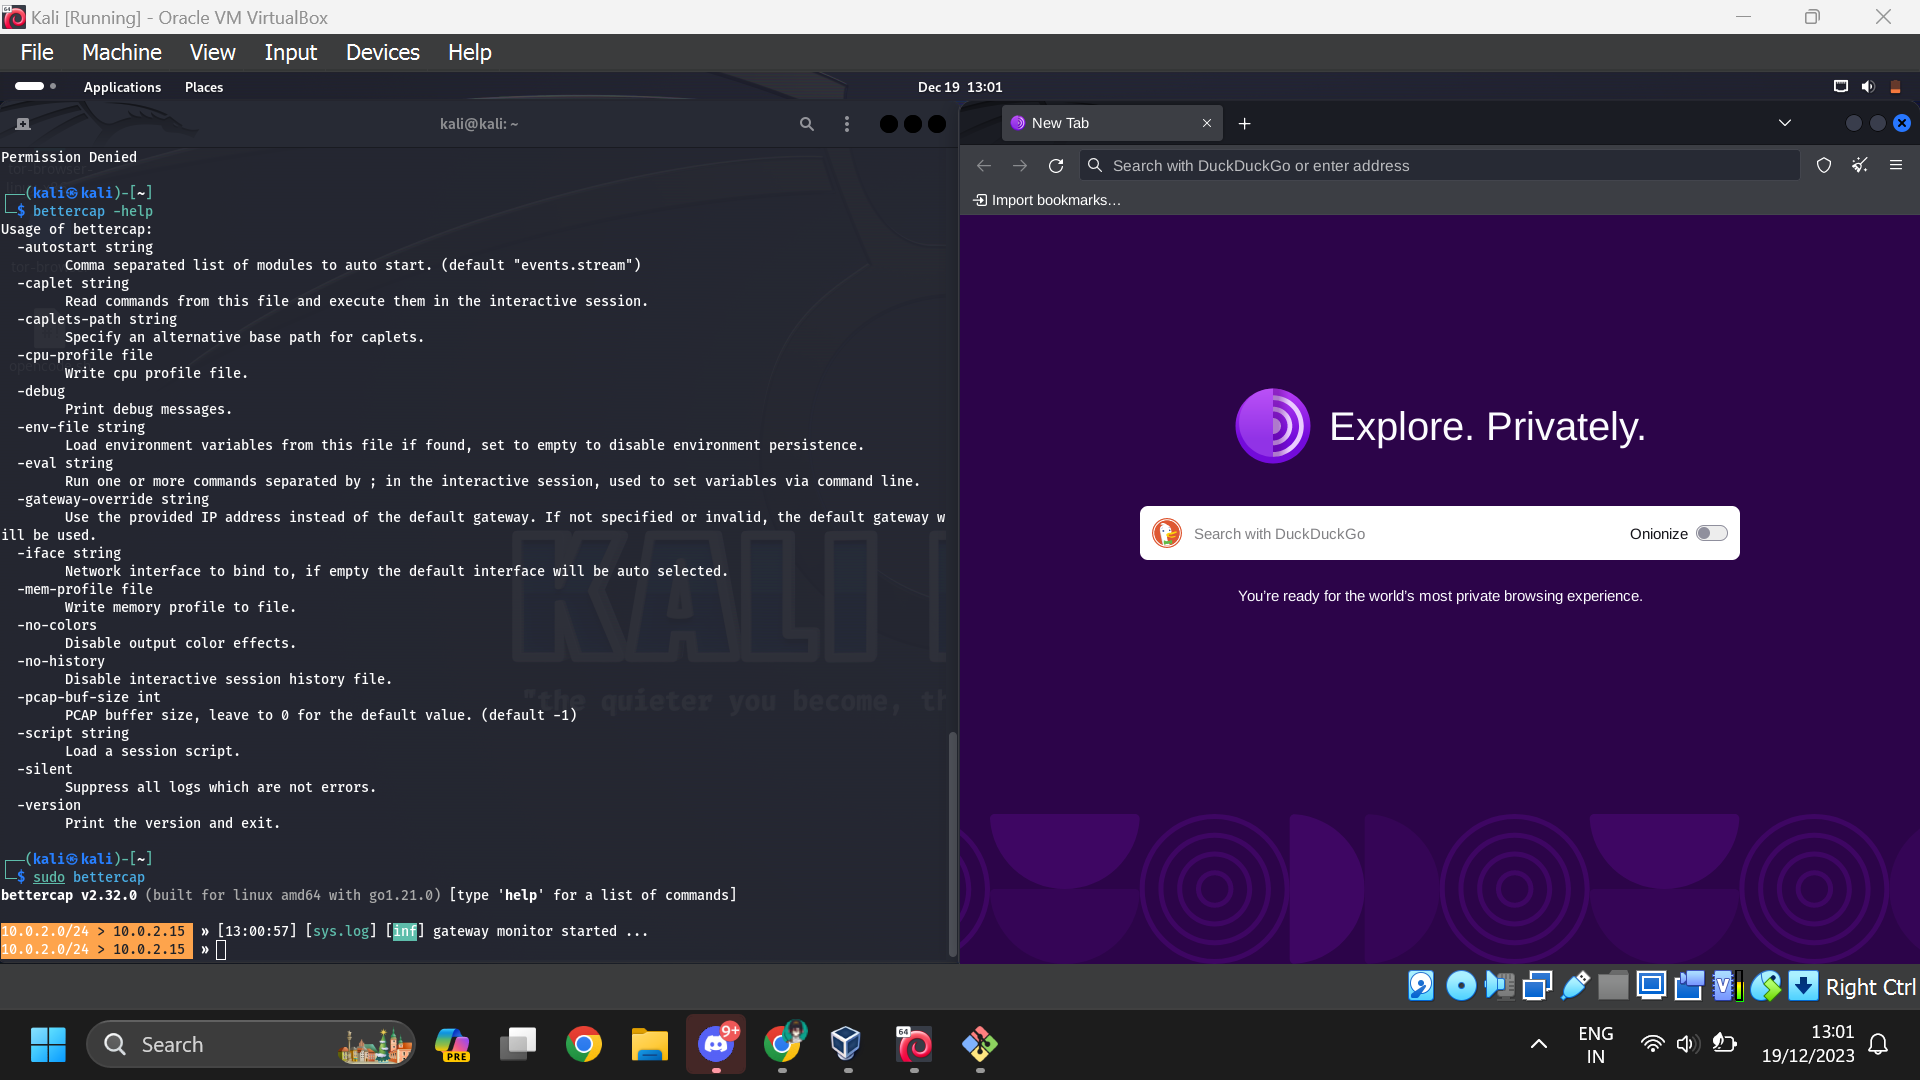 Kali [Running] - Oracle VM VirtualBox
File Machine View Input Devices Help
Applications Places
Dec 19 13:01
kali@kali: ~
Permission Denied
┌──(kali㉿kali)-[~]
└─$ bettercap -help
Usage of bettercap:
-autostart string
Comma separated list of modules to auto start. (default "events.stream")
-caplet string
Read commands from this file and execute them in the interactive session.
-caplets-path string
Specify an alternative base path for caplets.
-cpu-profile file
Write cpu profile file.
-debug
Print debug messages.
-env-file string
Load environment variables from this file if found, set to empty to disable environment persistence.
-eval string
Run one or more commands separated by ; in the interactive session, used to set variables via command line.
-gateway-override string
Use the provided IP address instead of the default gateway. If not specified or invalid, the default gateway w
ill be used.
-iface string
Network interface to bind to, if empty the default interface will be auto selected.
-mem-profile file
Write memory profile to file.
-no-colors
Disable output color effects.
-no-history
Disable interactive session history file.
-pcap-buf-size int
PCAP buffer size, leave to 0 for the default value. (default -1)
-script string
Load a session script.
-silent
Suppress all logs which are not errors.
-version
Print the version and exit.
┌──(kali㉿kali)-[~]
└─$ sudo bettercap
bettercap v2.32.0 (built for linux amd64 with go1.21.0) [type 'help' for a list of commands]
10.0.2.0/24 > 10.0.2.15 » [13:00:57] [sys.log] [inf] gateway monitor started ...
10.0.2.0/24 > 10.0.2.15 »
KALI
"the quieter you become, th
New Tab
Search with DuckDuckGo or enter address
Import bookmarks…
Explore. Privately.
Search with DuckDuckGo
Onionize
You're ready for the world's most private browsing experience.
V
Right Ctrl
Search
PRE
9+
64
ENG
IN
13:01
19/12/2023